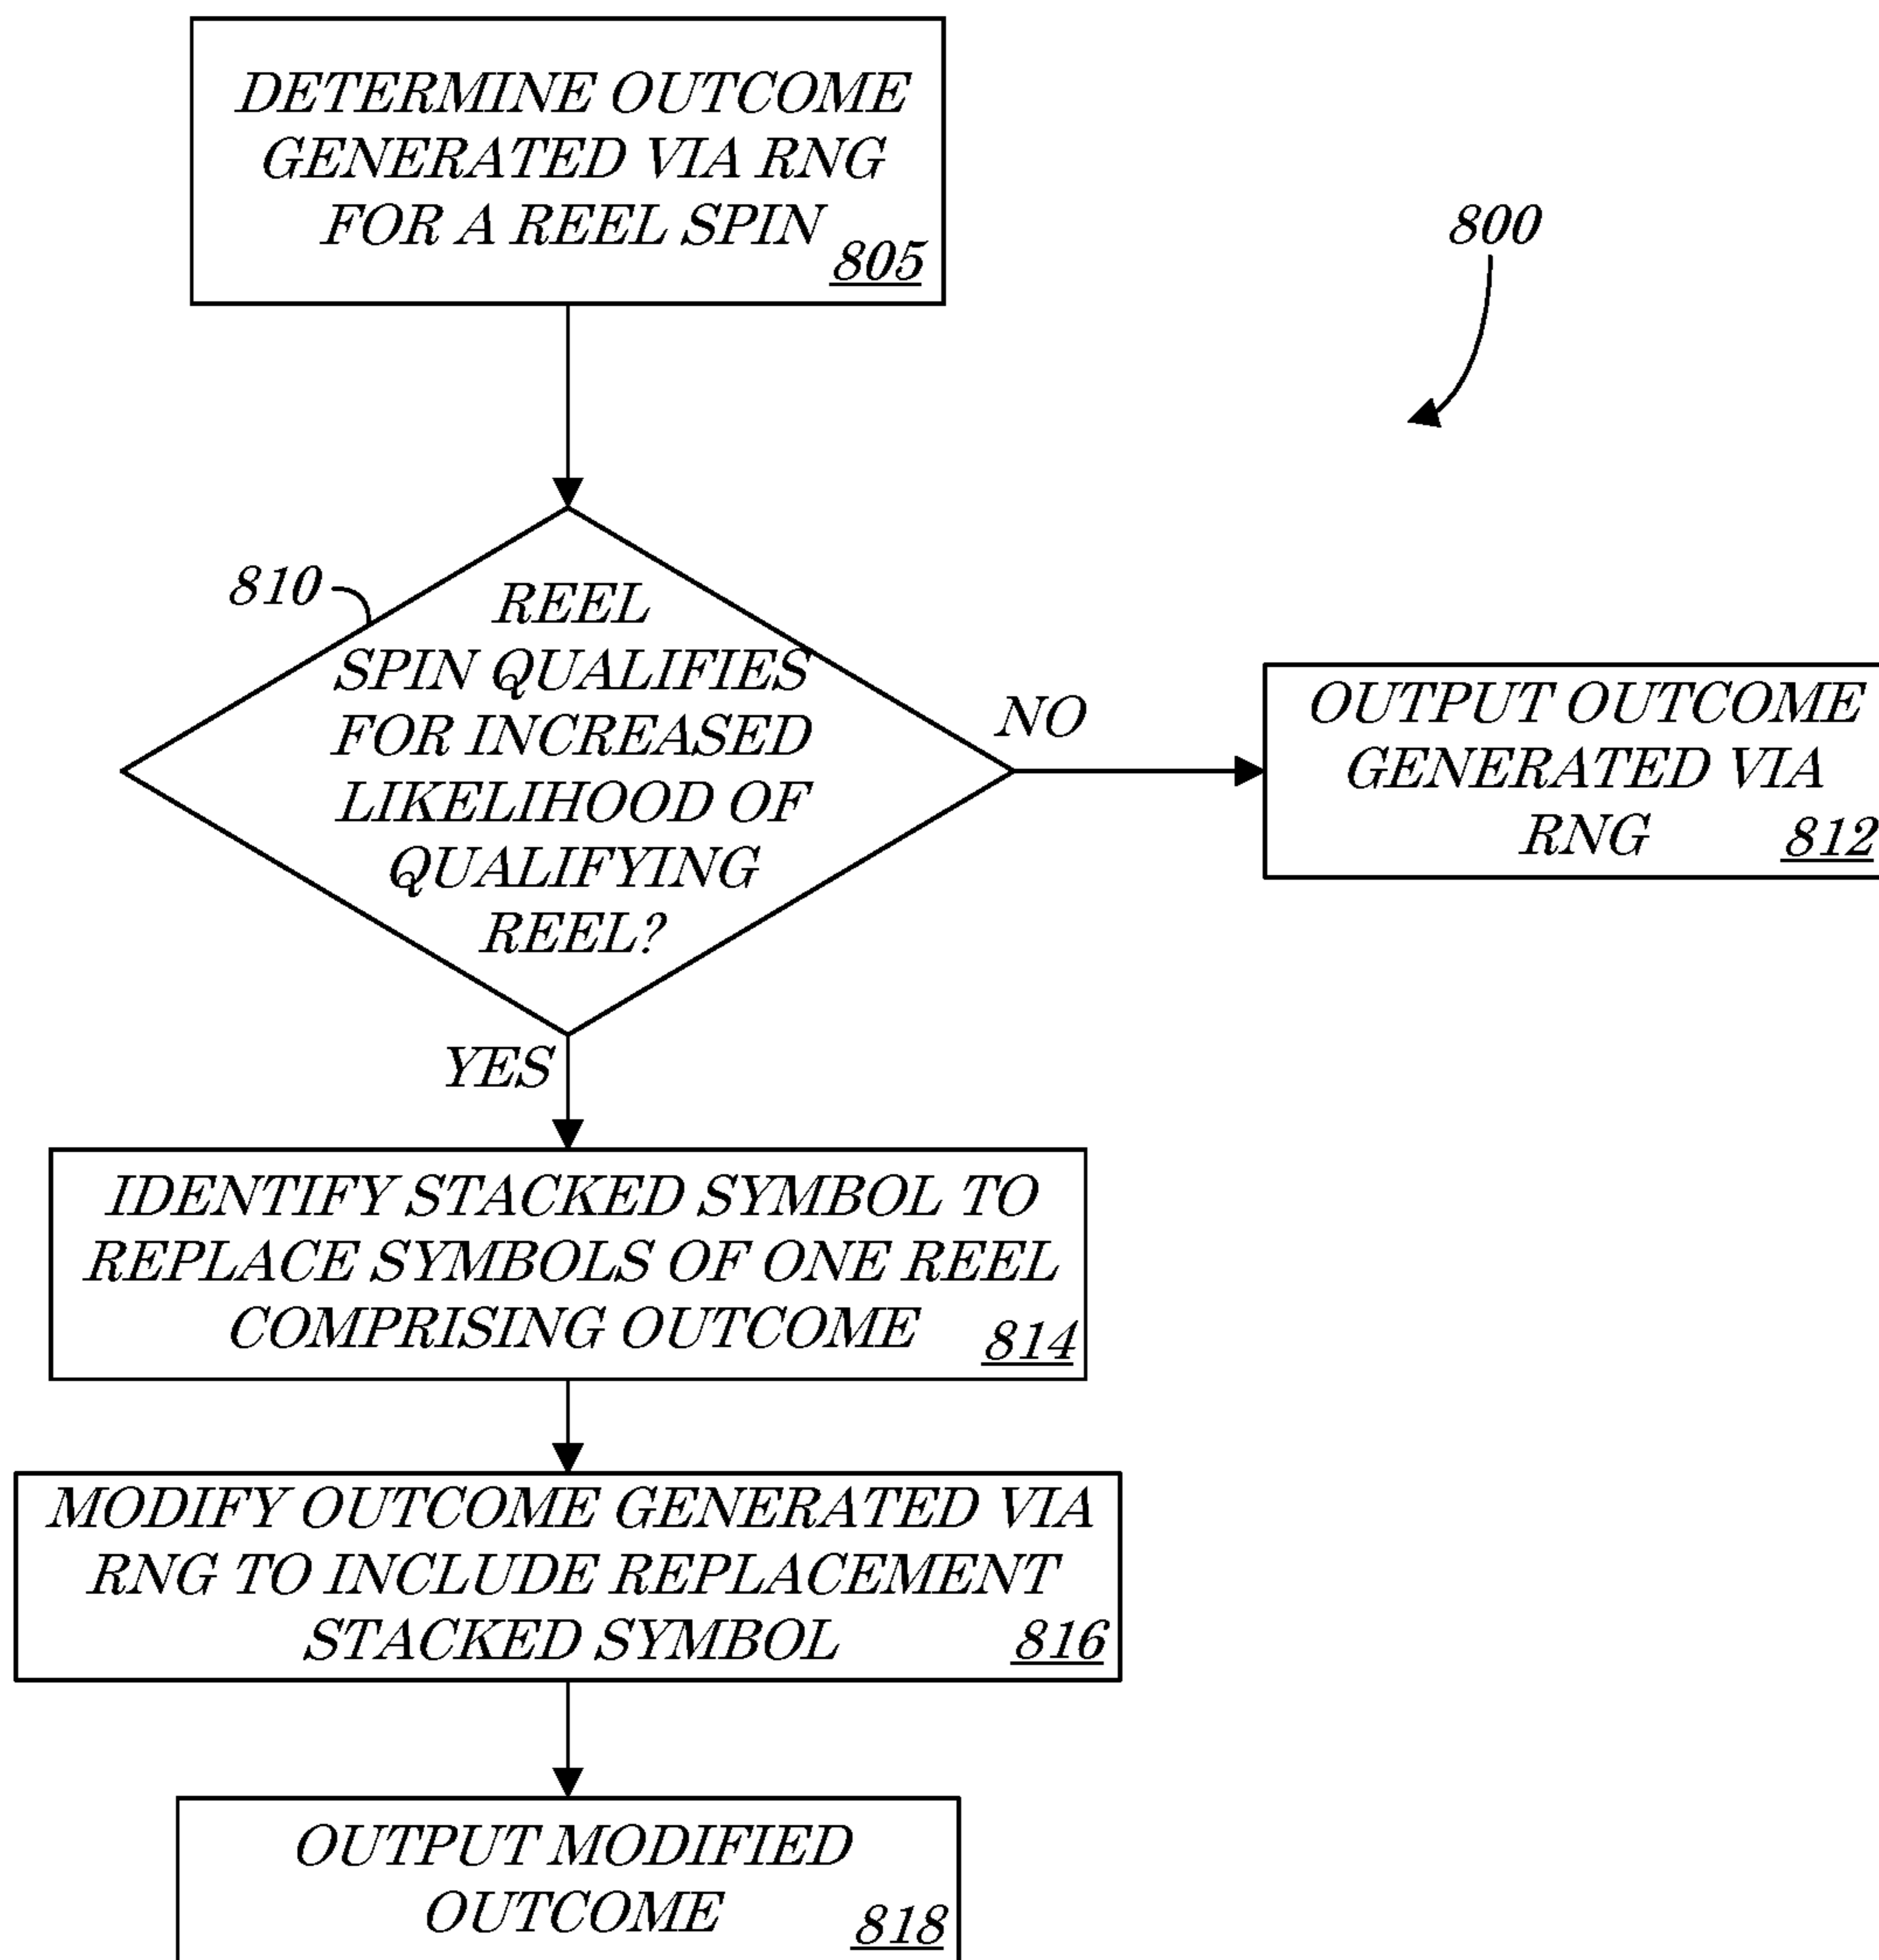 DETERMINE OUTCOME
GENERATED VIA RNG
FOR A REEL SPIN
805
800
810
REEL
SPIN QUALIFIES
FOR INCREASED
LIKELIHOOD OF
QUALIFYING
REEL?
NO
OUTPUT OUTCOME
GENERATED VIA
RNG
812
YES
IDENTIFY STACKED SYMBOL TO
REPLACE SYMBOLS OF ONE REEL
COMPRISING OUTCOME
814
MODIFY OUTCOME GENERATED VIA
RNG TO INCLUDE REPLACEMENT
STACKED SYMBOL
816
OUTPUT MODIFIED
OUTCOME
818